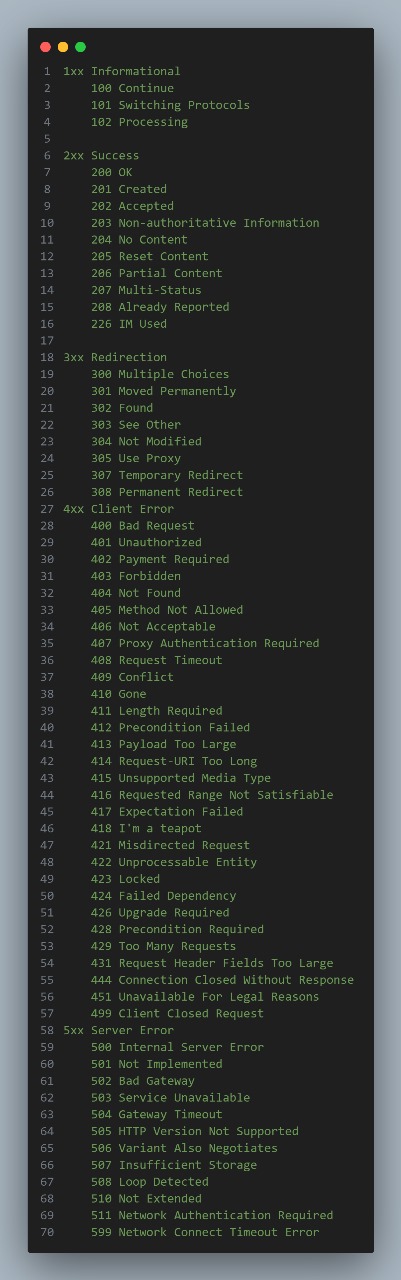 1 1xx Informational
2 100 Continue
3 101 Switching Protocols
4 102 Processing
5
6 2xx Success
7 200 OK
8 201 Created
9 202 Accepted
10 203 Non-authoritative Information
11 204 No Content
12 205 Reset Content
13 206 Partial Content
14 207 Multi-Status
15 208 Already Reported
16 226 IM Used
17
18 3xx Redirection
19 300 Multiple Choices
20 301 Moved Permanently
21 302 Found
22 303 See Other
23 304 Not Modified
24 305 Use Proxy
25 307 Temporary Redirect
26 308 Permanent Redirect
27 4xx Client Error
28 400 Bad Request
29 401 Unauthorized
30 402 Payment Required
31 403 Forbidden
32 404 Not Found
33 405 Method Not Allowed
34 406 Not Acceptable
35 407 Proxy Authentication Required
36 408 Request Timeout
37 409 Conflict
38 410 Gone
39 411 Length Required
40 412 Precondition Failed
41 413 Payload Too Large
42 414 Request-URI Too Long
43 415 Unsupported Media Type
44 416 Requested Range Not Satisfiable
45 417 Expectation Failed
46 418 I'm a teapot
47 421 Misdirected Request
48 422 Unprocessable Entity
49 423 Locked
50 424 Failed Dependency
51 426 Upgrade Required
52 428 Precondition Required
53 429 Too Many Requests
54 431 Request Header Fields Too Large
55 444 Connection Closed Without Response
56 451 Unavailable For Legal Reasons
57 499 Client Closed Request
58 5xx Server Error
59 500 Internal Server Error
60 501 Not Implemented
61 502 Bad Gateway
62 503 Service Unavailable
63 504 Gateway Timeout
64 505 HTTP Version Not Supported
65 506 Variant Also Negotiates
66 507 Insufficient Storage
67 508 Loop Detected
68 510 Not Extended
69 511 Network Authentication Required
70 599 Network Connect Timeout Error